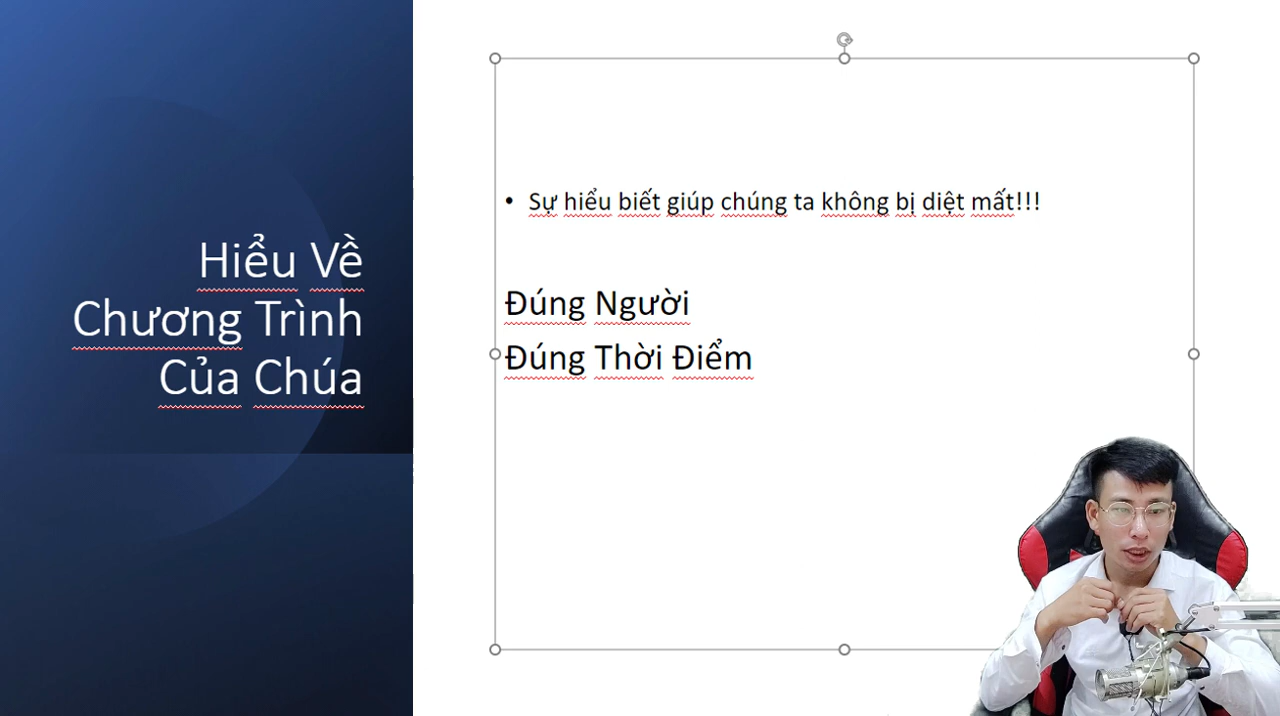 Hiểu Về
Chương Trình
Của Chúa
• Sự hiểu biết giúp chúng ta không bị diệt mất!!!
Đúng Người
Đúng Thời Điểm